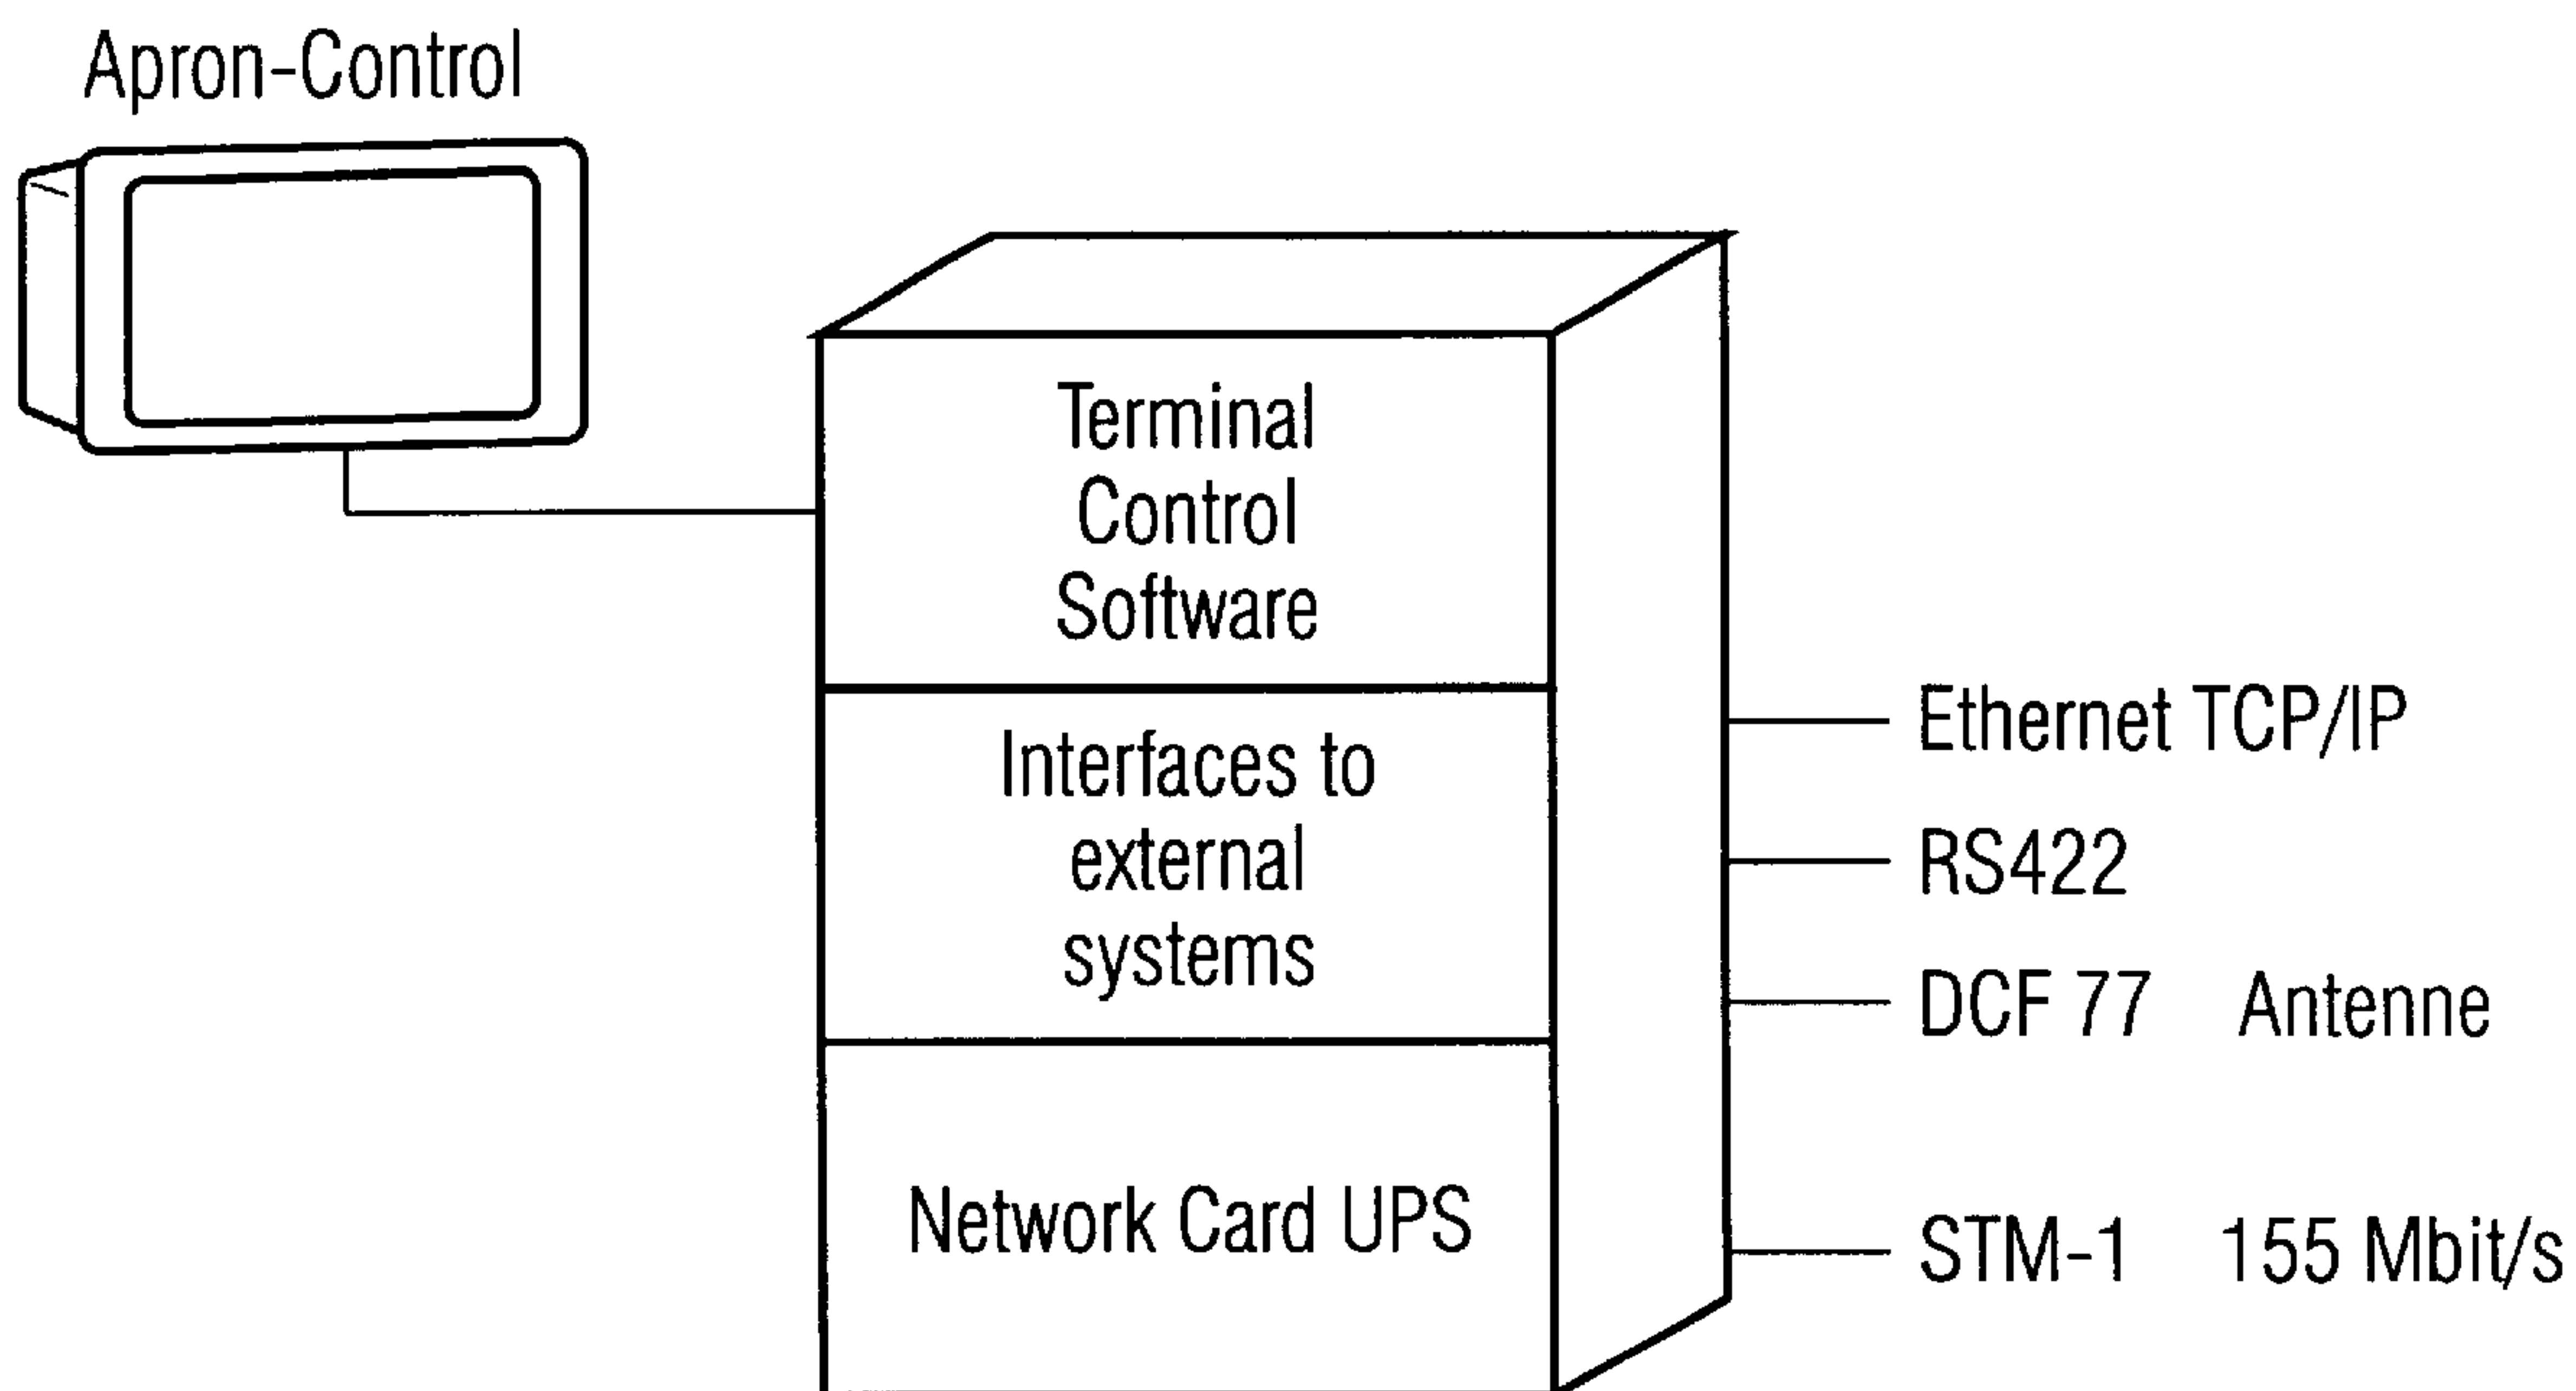 Apron-Control
Terminal
Control
Software
Interfaces to
external
systems
Network Card UPS
Ethernet TCP/IP
RS422
DCF 77 Antenne
STM-1 155 Mbit/s